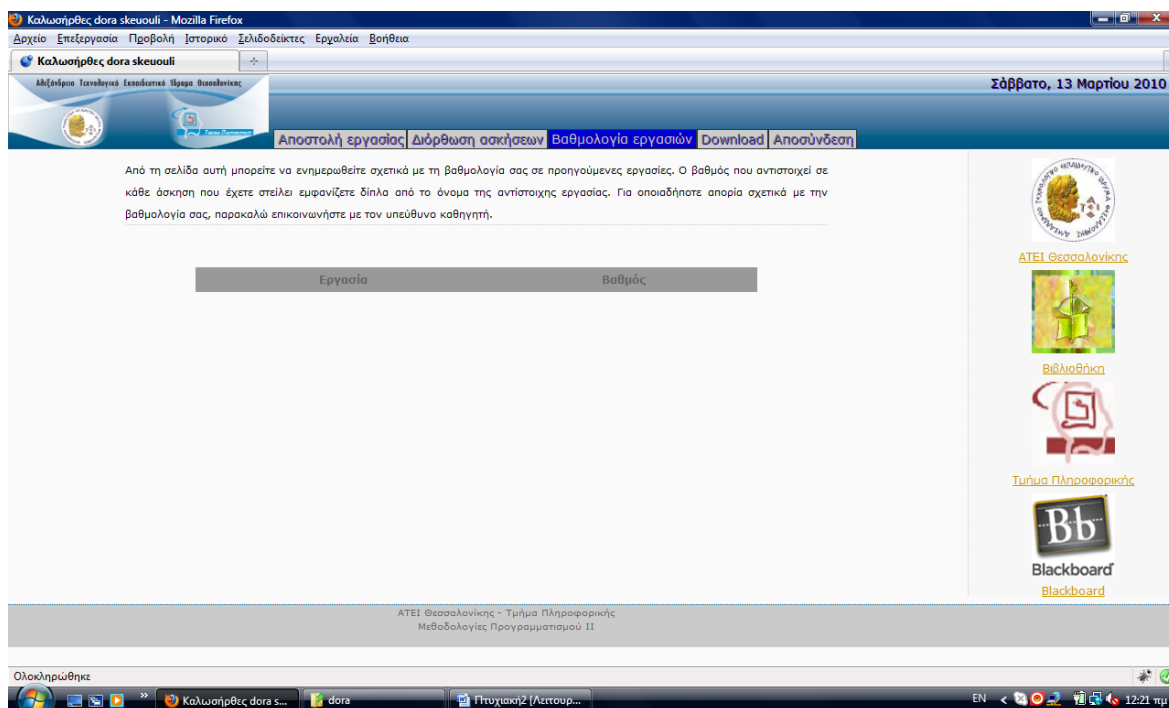 Καλωσήρθες dora skeuouli - Mozilla Firefox
Αρχείο Επεξεργασία Προβολή Ιστορικό Σελιδοδείκτες Εργαλεία Βοήθεια
Καλωσήρθες dora skeuouli
Αλεξάνδρειο Τεχνολογικό Εκπαιδευτικό Ίδρυμα Θεσσαλονίκης
Σάββατο, 13 Μαρτίου 2010
Αποστολή εργασίας Διόρθωση ασκήσεων Βαθμολογία εργασιών Download Αποσύνδεση
Από τη σελίδα αυτή μπορείτε να ενημερωθείτε σχετικά με τη βαθμολογία σας σε προηγούμενες εργασίες. Ο βαθμός που αντιστοιχεί σε
κάθε άσκηση που έχετε στείλει εμφανίζετε δίπλα από το όνομα της αντίστοιχης εργασίας. Για οποιαδήποτε απορία σχετικά με την
βαθμολογία σας, παρακαλώ επικοινωνήστε με τον υπεύθυνο καθηγητή.
Εργασία Βαθμός
ΑΤΕΙ Θεσσαλονίκης
Βιβλιοθήκη
Τμήμα Πληροφορικής
Bb
Blackboard
Blackboard
ΑΤΕΙ Θεσσαλονίκης - Τμήμα Πληροφορικής
Μεθοδολογίες Προγραμματισμού ΙΙ
Ολοκληρώθηκε
Καλωσήρθες dora s... dora Πτυχιακή2 [Λειτουρ... EN 12:21 πμ